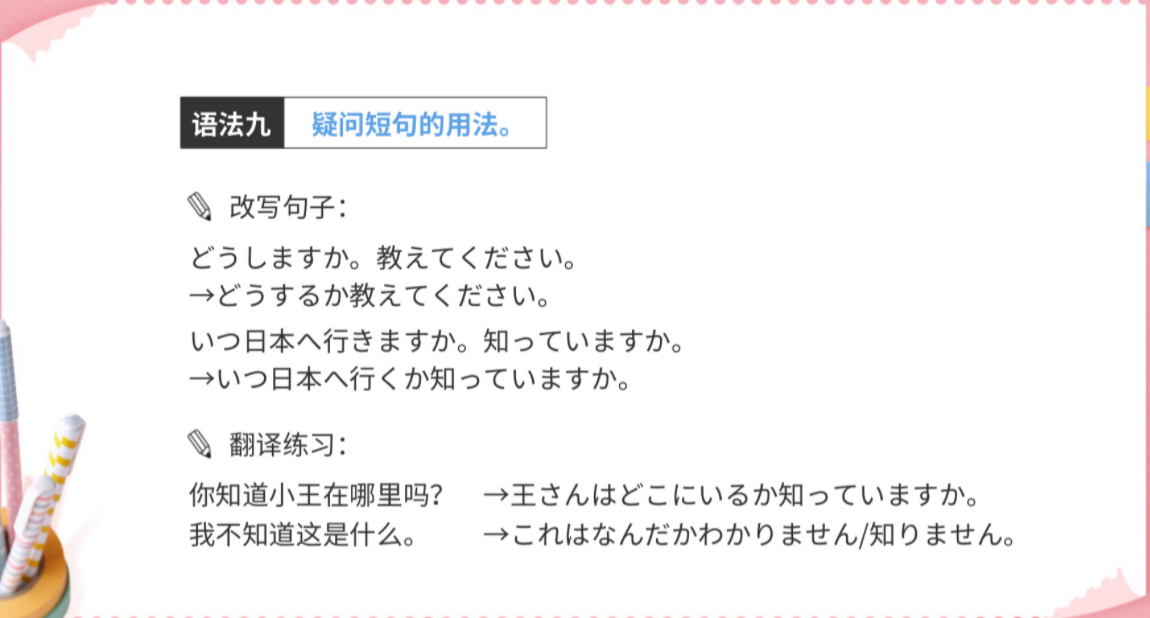 语法九 疑问短句的用法。
改写句子：
どうしますか。教えてください。
→どうするか教えてください。
いつ日本へ行きますか。知っていますか。
→いつ日本へ行くか知っていますか。
翻译练习：
你知道小王在哪里吗？ →王さんはどこにいるか知っていますか。
我不知道这是什么。 →これはなんだかわかりません/知りません。